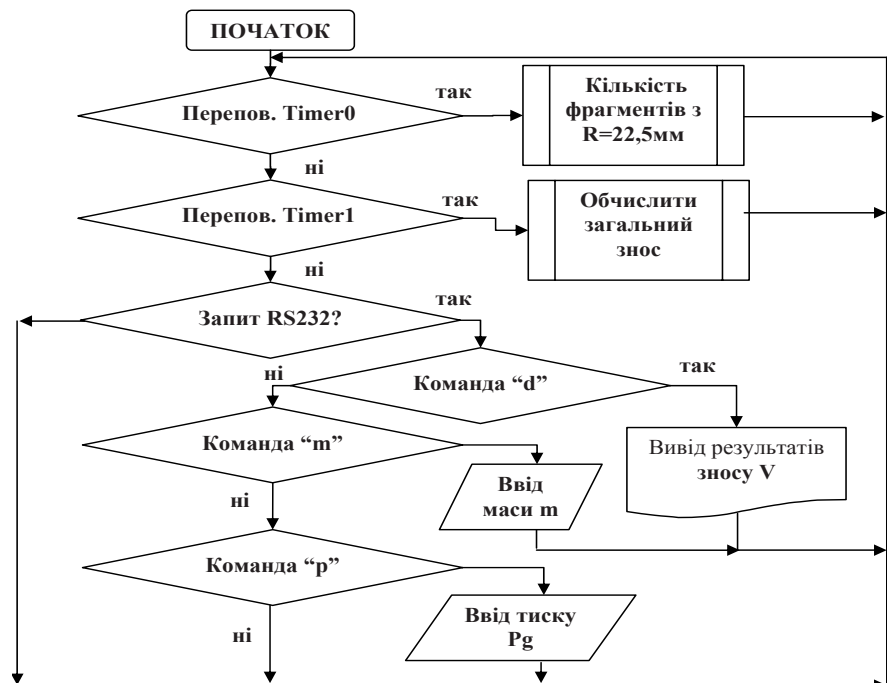 ПОЧАТОК
так
Перепов. Timer0
Кількість
фрагментів з
R=22,5мм
ні
так
Перепов. Timer1
Обчислити
загальний
знос
ні
так
Запит RS232?
ні
Команда “d”
так
Команда “m”
Ввід
маси m
Вивід результатів
зносу V
ні
Команда “p”
Ввід тиску
Pg
ні